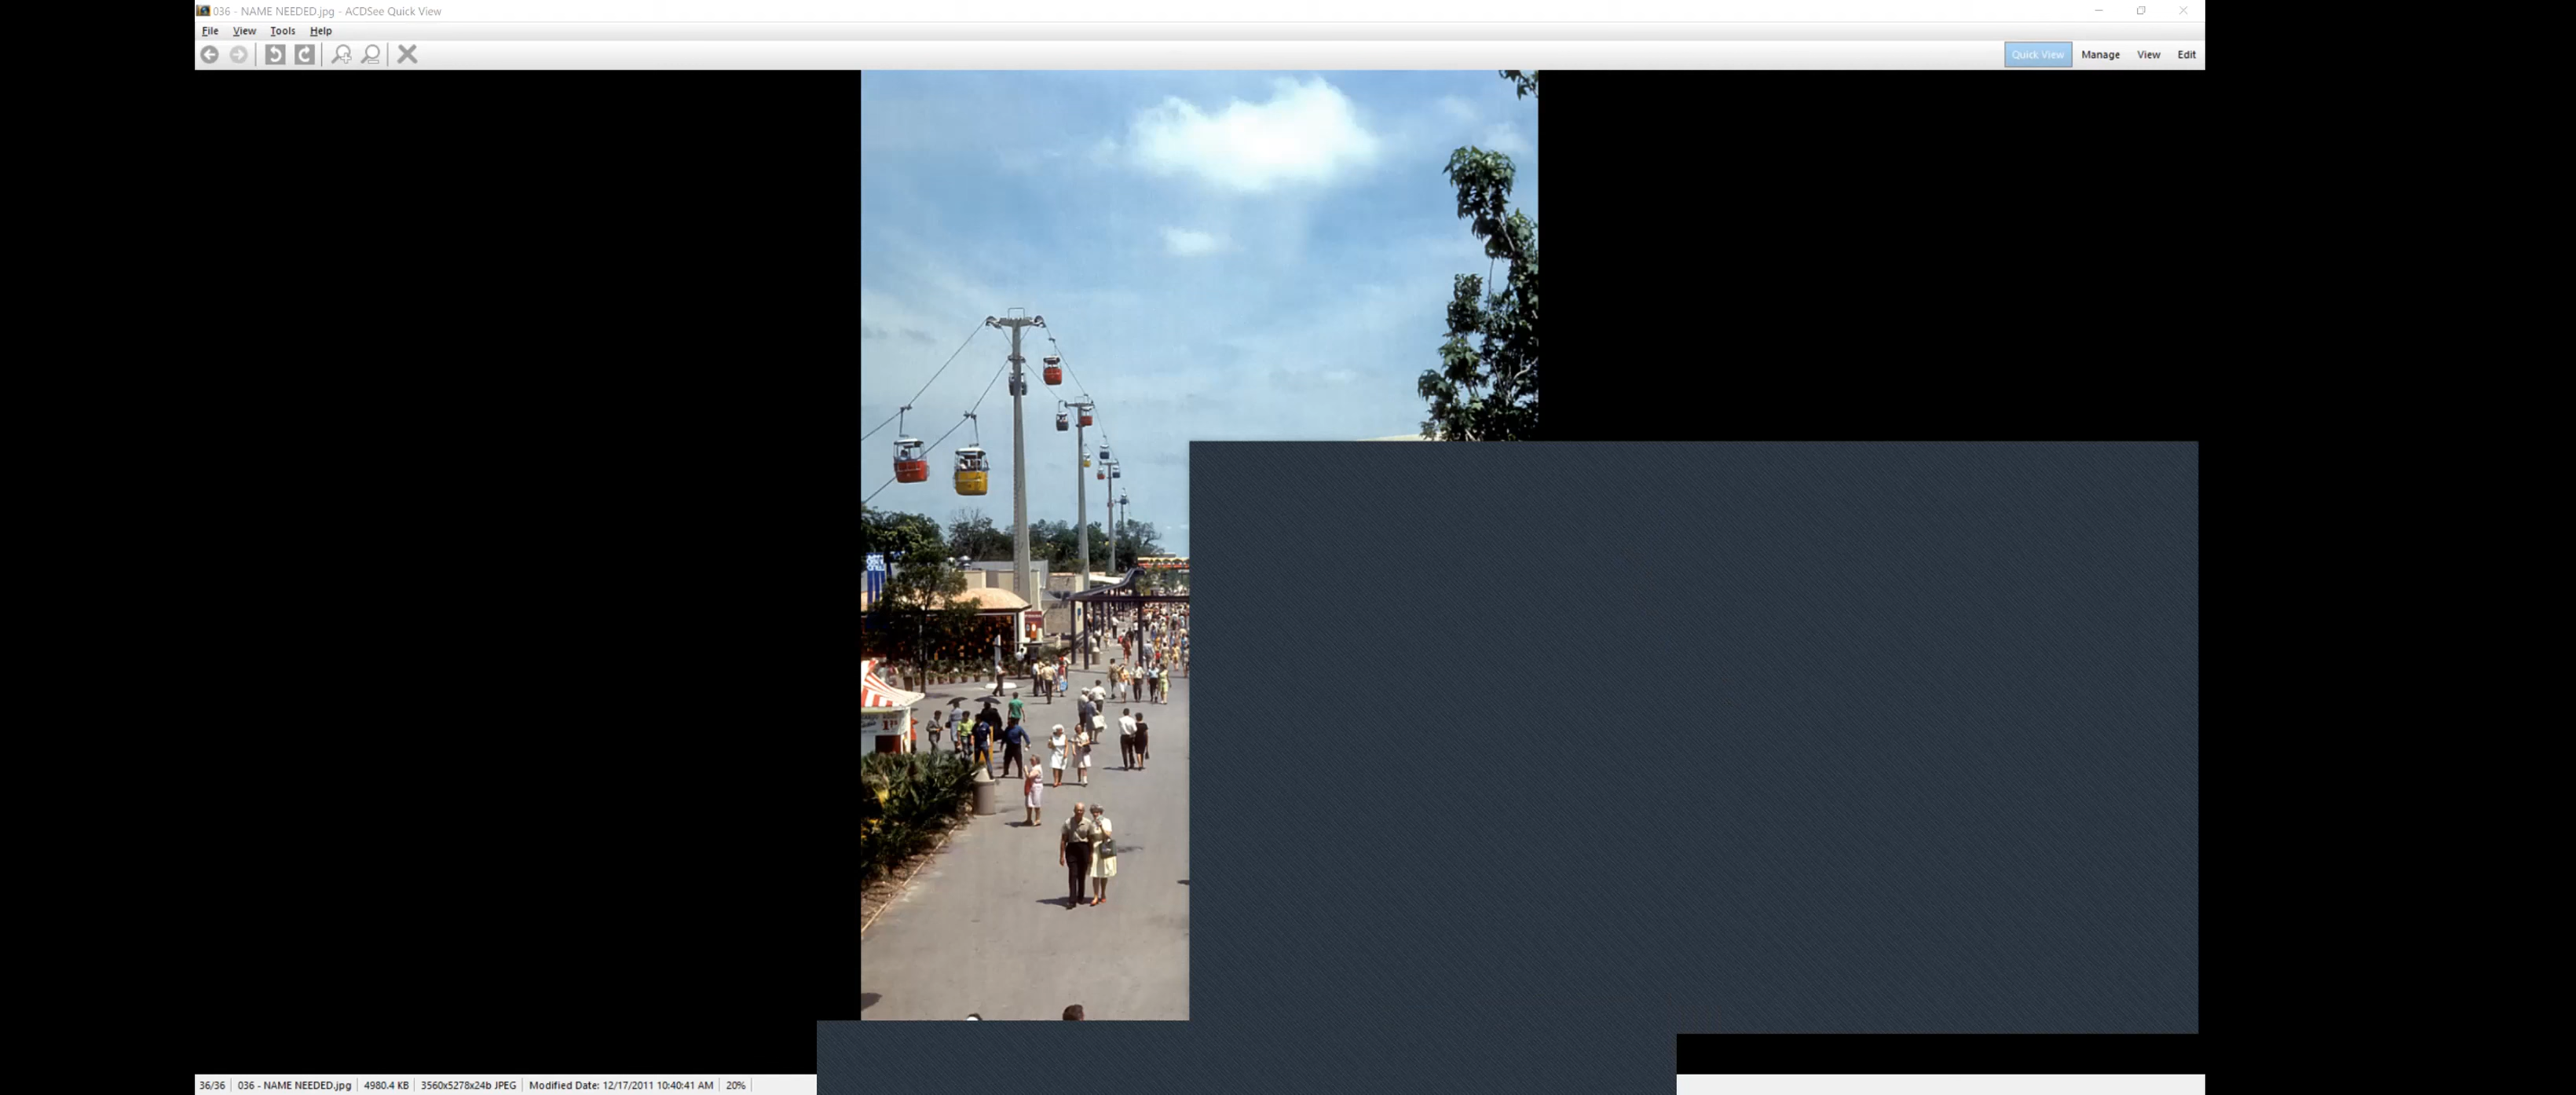 036 - NAME NEEDED.jpg - ACDSee Quick View
File View Tools Help
Quick View Manage View Edit
36/36 036 - NAME NEEDED.jpg 4980.4 KB 3560x5278x24b JPEG Modified Date: 12/17/2011 10:40:41 AM 20%